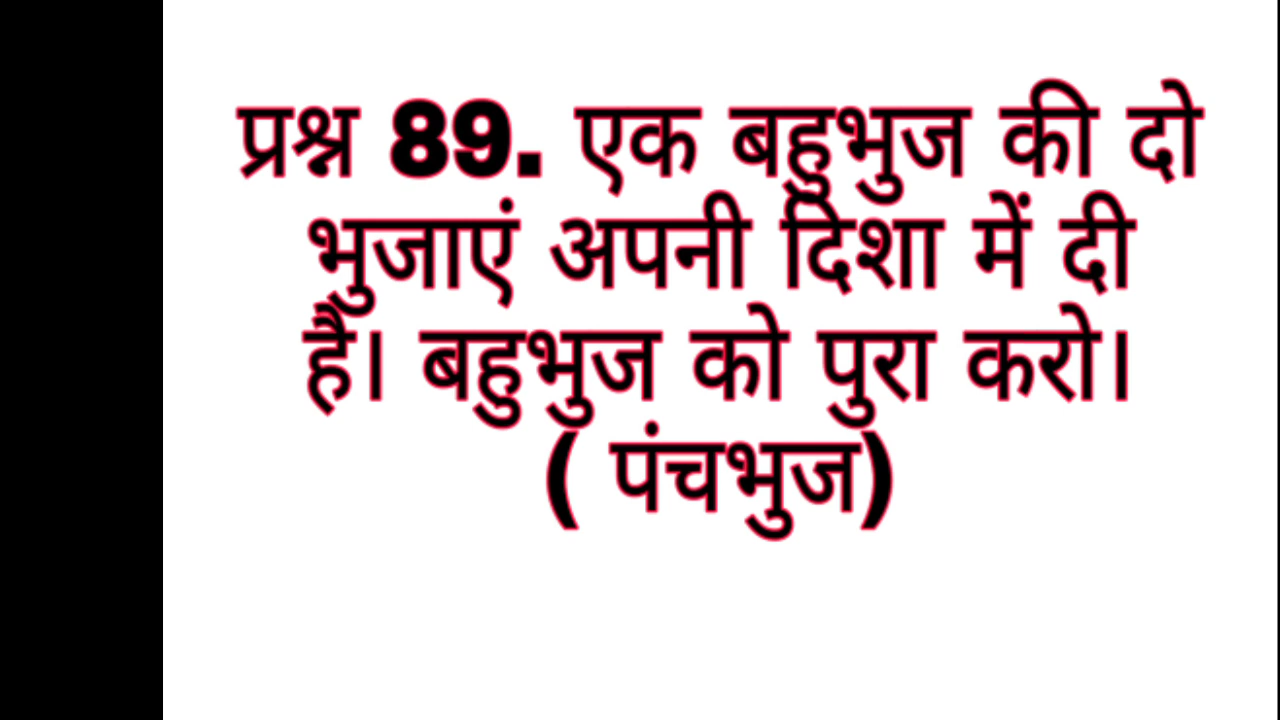 प्रश्न 89. एक बहुभुज की दो
भुजाएं अपनी दिशा में दी
है। बहुभुज को पुरा करो।
( पंचभुज)